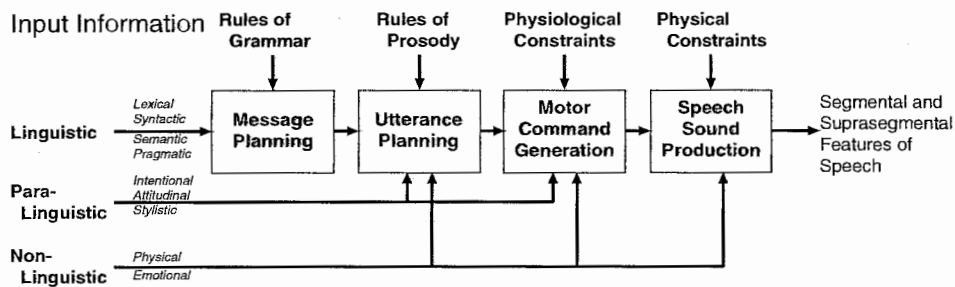 Input Information
Rules of
Grammar
Rules of
Prosody
Physiological
Constraints
Physical
Constraints
Linguistic
Lexical
Syntactic
Semantic
Pragmatic
Message
Planning
Utterance
Planning
Motor
Command
Generation
Speech
Sound
Production
Segmental and
Suprasegmental
Features of
Speech
Para-
Linguistic
Intentional
Attitudinal
Stylistic
Non-
Linguistic
Physical
Emotional